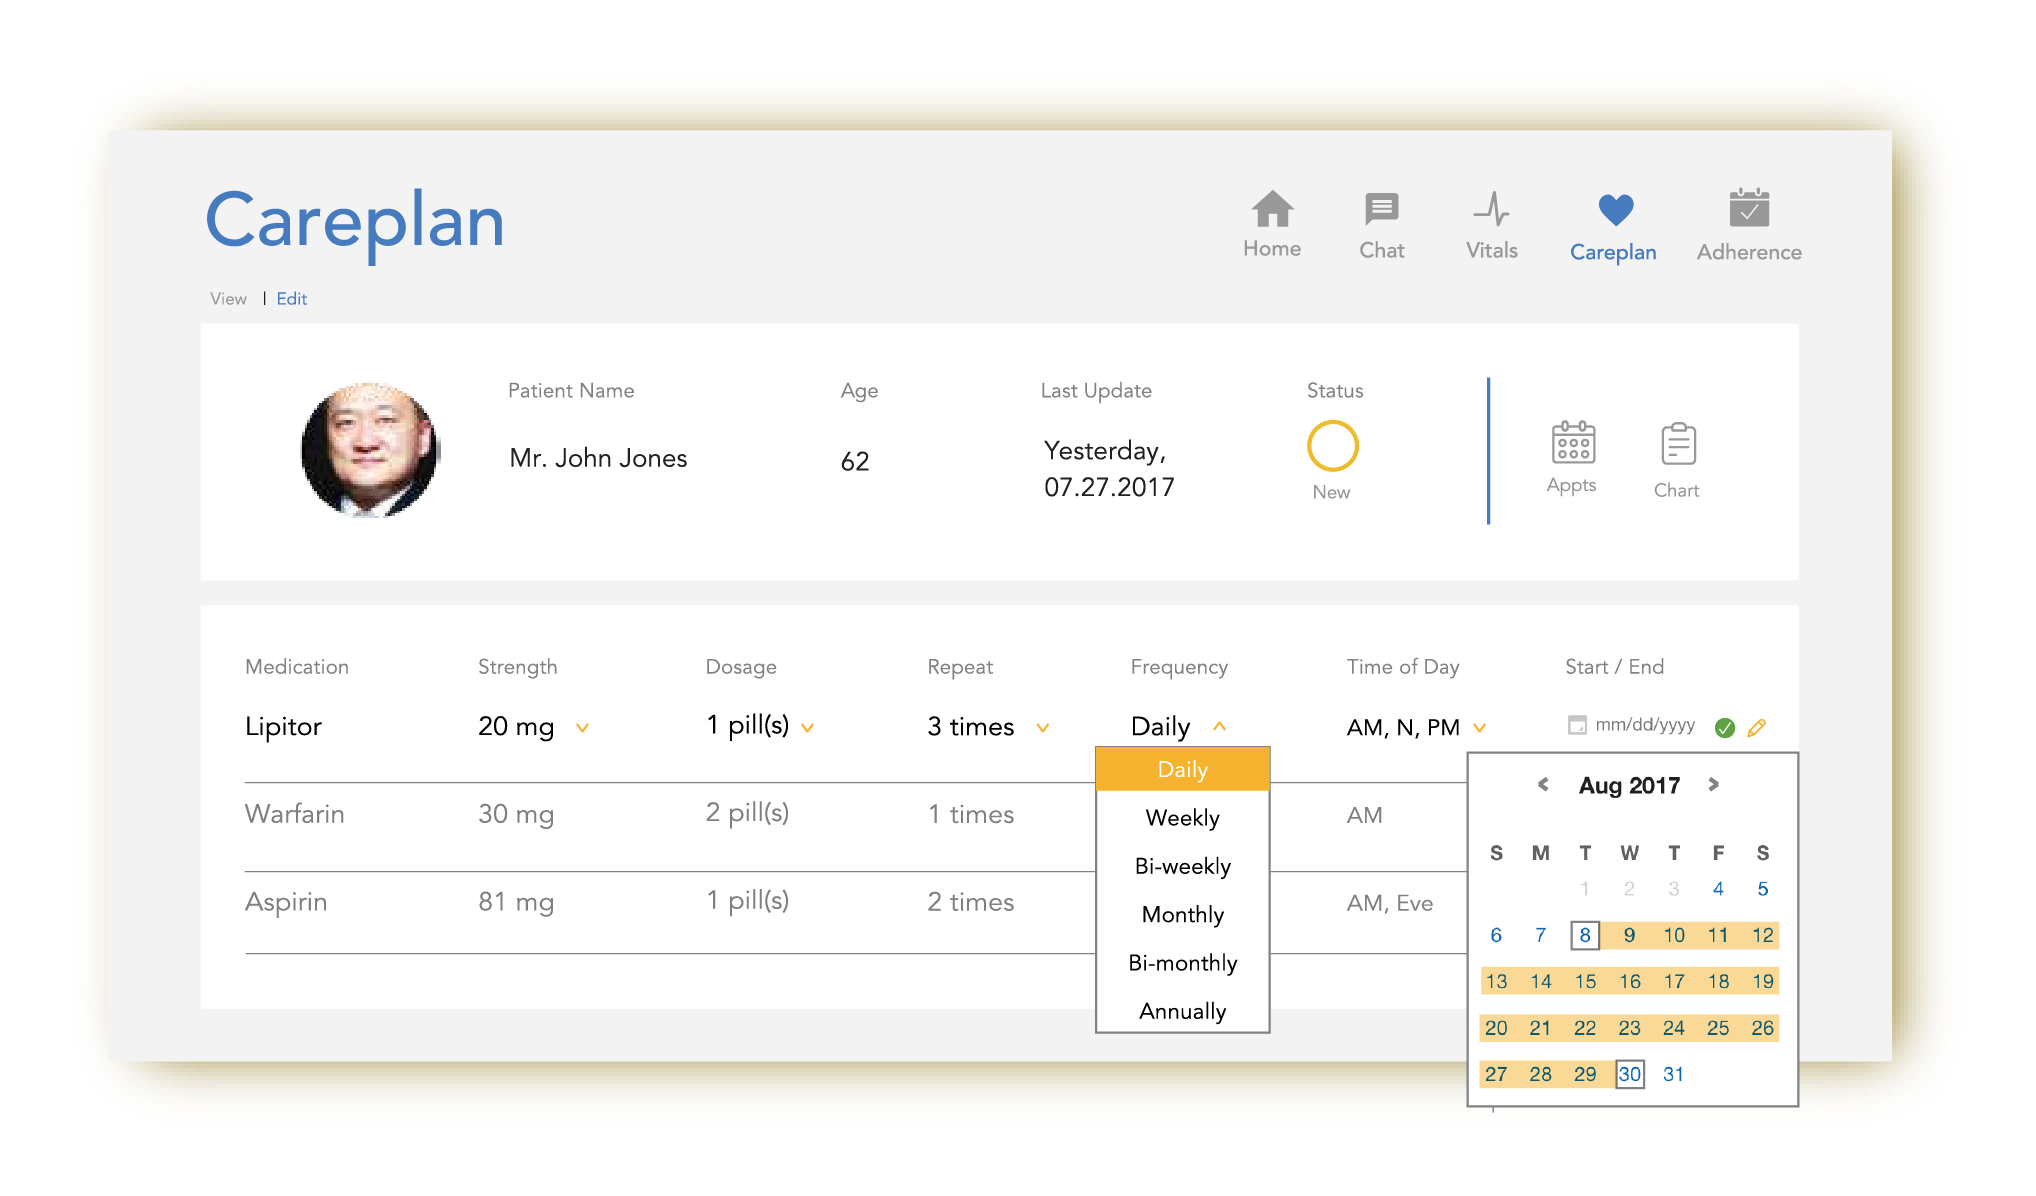 Careplan
Home Chat Vitals Careplan Adherence
View | Edit
Patient Name Age Last Update Status
Mr. John Jones 62 Yesterday,
07.27.2017
New
Appts Chart
Medication Strength Dosage Repeat Frequency Time of Day Start / End
Lipitor 20 mg 1 pill(s) 3 times Daily AM, N, PM mm/dd/yyyy
Warfarin 30 mg 2 pill(s) 1 times AM
Aspirin 81 mg 1 pill(s) 2 times AM, Eve
Daily
Weekly
Bi-weekly
Monthly
Bi-monthly
Annually
< Aug 2017 >
S M T W T F S
1 2 3 4 5
6 7 8 9 10 11 12
13 14 15 16 17 18 19
20 21 22 23 24 25 26
27 28 29 30 31